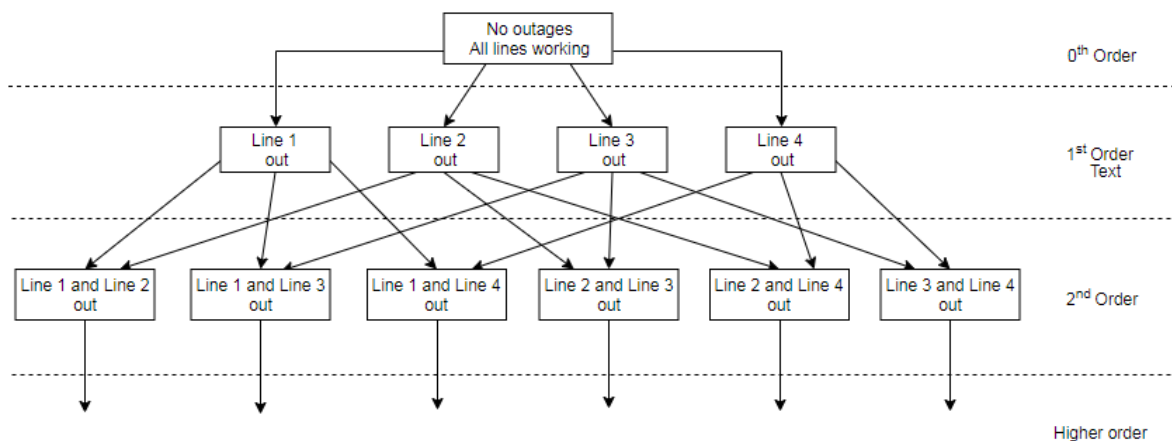 No outages
All lines working
0th Order
Line 1
out
Line 2
out
Line 3
out
Line 4
out
1st Order
Text
Line 1 and Line 2
out
Line 1 and Line 3
out
Line 1 and Line 4
out
Line 2 and Line 3
out
Line 2 and Line 4
out
Line 3 and Line 4
out
2nd Order
Higher order